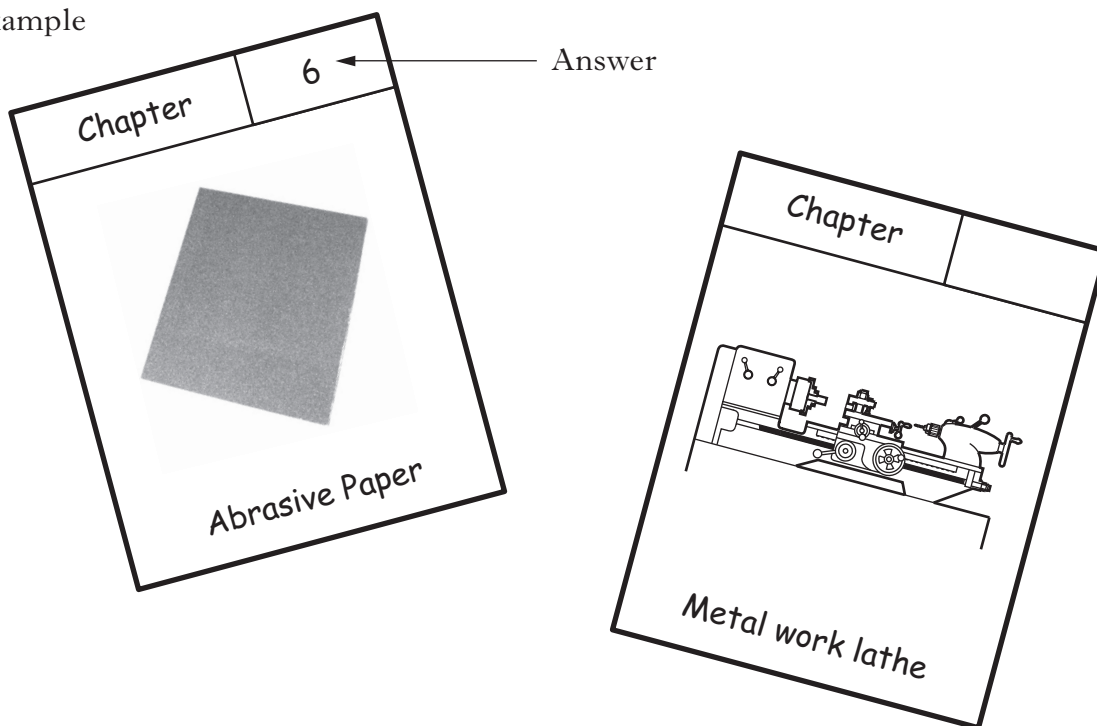 ample
6
Answer
Chapter
Abrasive Paper
Chapter
Metal work lathe